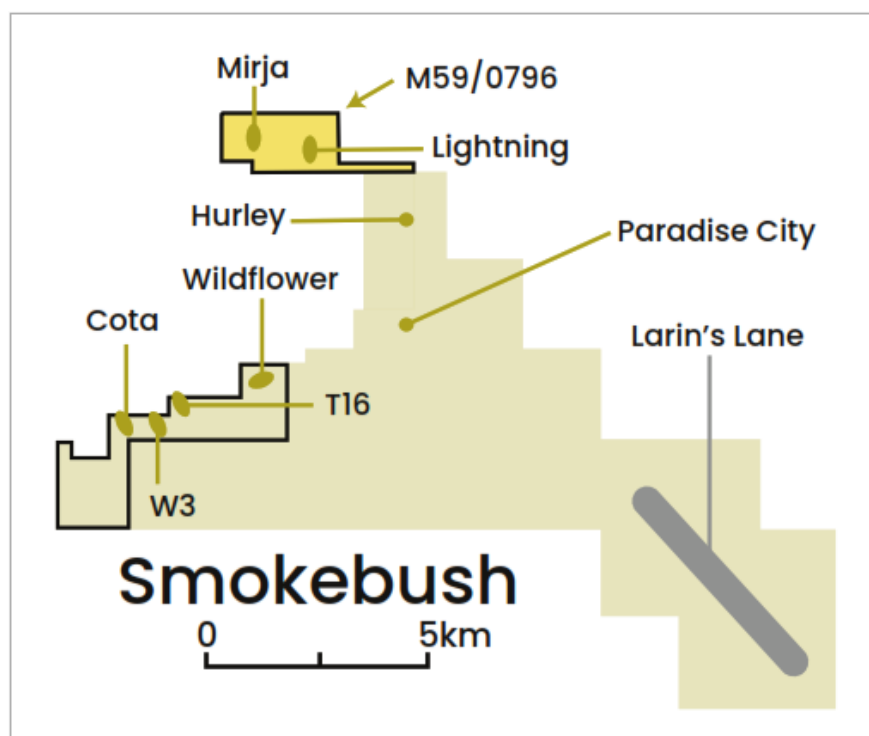 Mirja
M59/0796
Lightning
Hurley
Paradise City
Wildflower
Cota
Larin’s Lane
T16
W3
Smokebush
0 5km